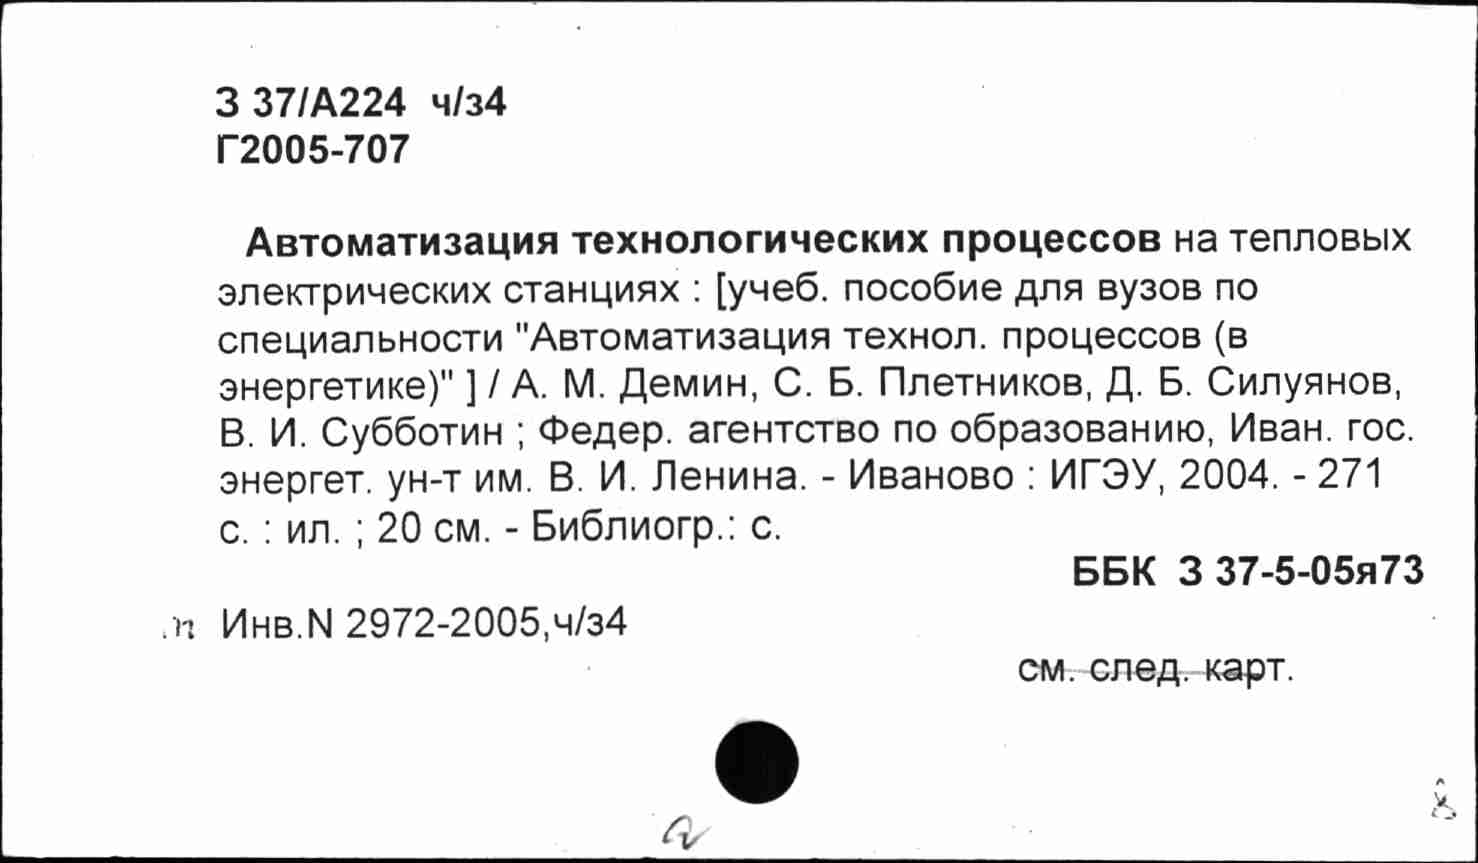 З 37/А224 ч/з4
Г2005-707
Автоматизация технологических процессов на тепловых
электрических станциях : [учеб. пособие для вузов по
специальности "Автоматизация технол. процессов (в
энергетике)" ] / А. М. Демин, С. Б. Плетников, Д. Б. Силуянов,
В. И. Субботин ; Федер. агентство по образованию, Иван. гос.
энергет. ун-т им. В. И. Ленина. - Иваново : ИГЭУ, 2004. - 271
с. : ил. ; 20 см. - Библиогр.: с.
ББК З 37-5-05я73
Инв.N 2972-2005,ч/з4
см. след. карт.